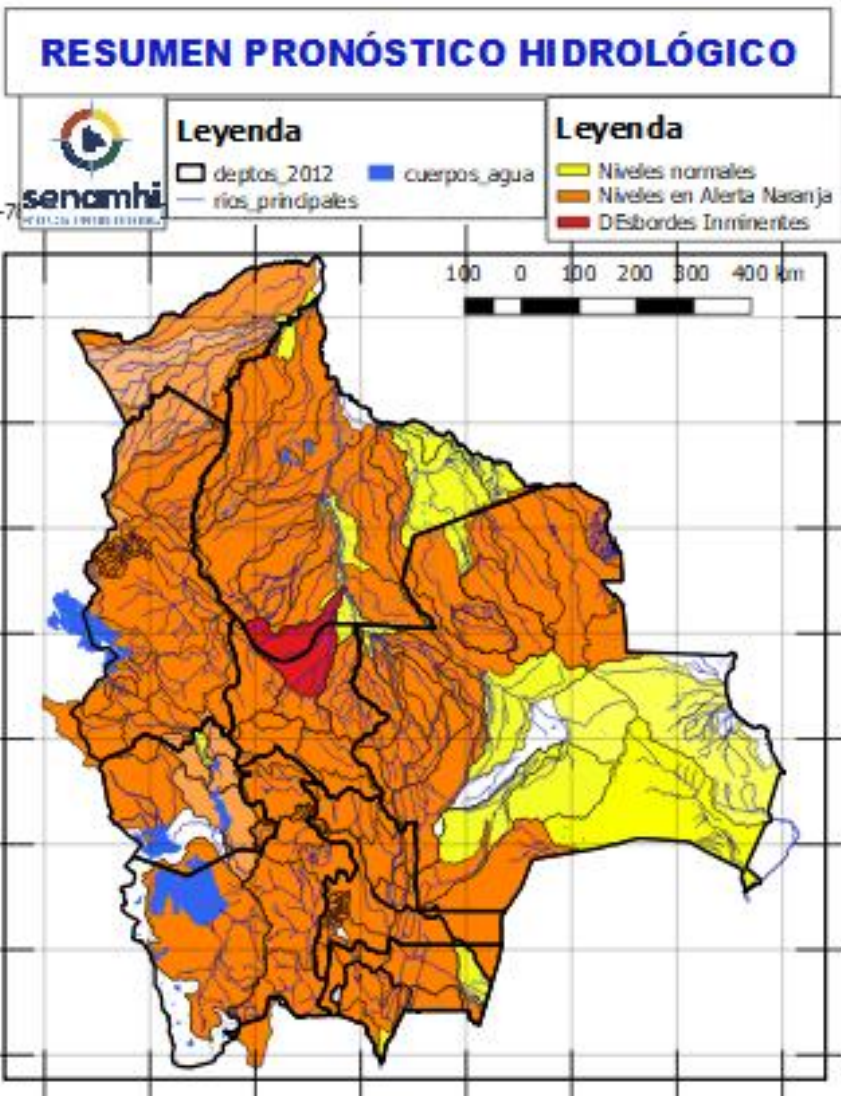 RESUMEN PRONÓSTICO HIDROLÓGICO
senamhi
Leyenda
deptos_2012 cuerpos_agua
rios_principales
Leyenda
Niveles normales
Niveles en Alerta Naranja
DEsbordes Inminentes
100 0 100 200 300 400 km